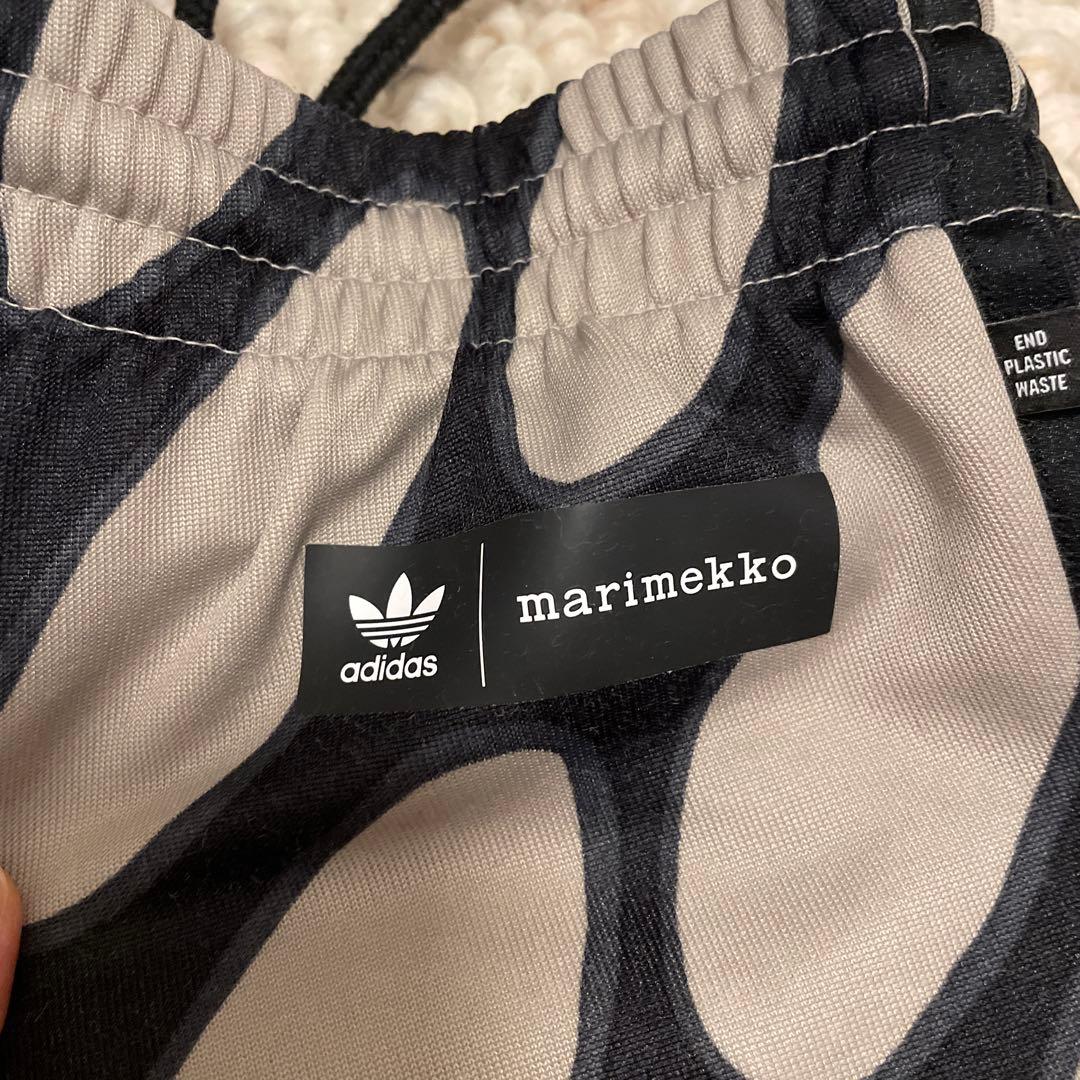 END
PLASTIC
WASTE
adidas
marimekko